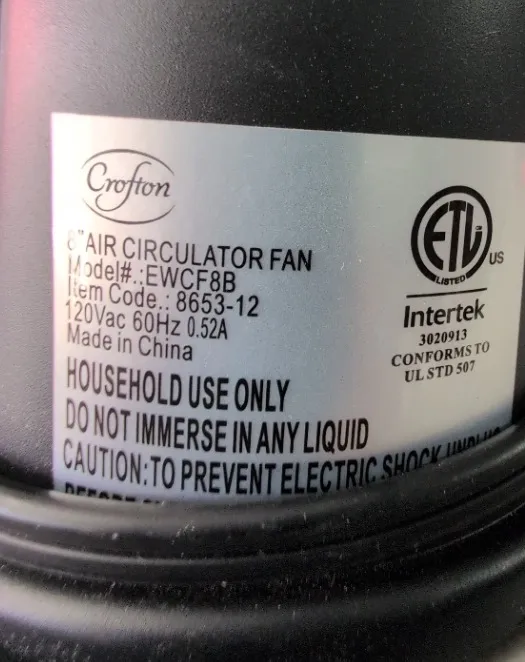 Crofton
8" AIR CIRCULATOR FAN
Model#.:EWCF8B
Item Code.: 8653-12
120Vac 60Hz 0.52A
Made in China
HOUSEHOLD USE ONLY
DO NOT IMMERSE IN ANY LIQUID
CAUTION:TO PREVENT ELECTRIC SHOCK UNPLUG
ETL
US
LISTED
Intertek
3020913
CONFORMS TO
UL STD 507